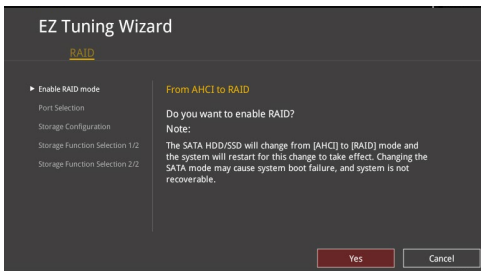 EZ Tuning Wizard
RAID
Enable RAID mode
Port Selection
Storage Configuration
Storage Function Selection 1/2
Storage Function Selection 2/2
From AHCI to RAID
Do you want to enable RAID?
Note:
The SATA HDD/SSD will change from [AHCI] to [RAID] mode and
the system will restart for this change to take effect. Changing the
SATA mode may cause system boot failure, and system is not
recoverable.
Yes
Cancel